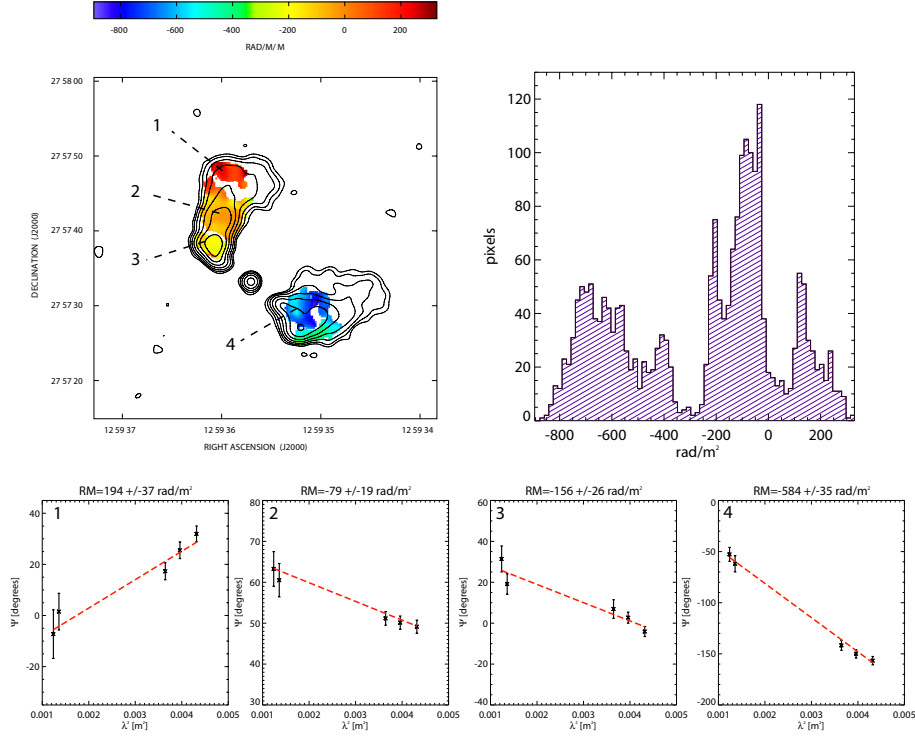 -800 -600 -400 -200 0 200
RAD/M/ M
27 58 00
27 57 50
27 57 40
27 57 30
27 57 20
DECLINATION (J2000)
1
2
3
4
12 59 37 12 59 36 12 59 35 12 59 34
RIGHT ASCENSION (J2000)
120
100
80
60
40
20
0
pixels
-800 -600 -400 -200 0 200
rad/m²
RM=194 +/-37 rad/m²
1
40
20
0
-20
Ψ [degrees]
0.001 0.002 0.003 0.004 0.005
λ² [m²]
RM=-79 +/-19 rad/m²
2
80
70
60
50
40
30
Ψ [degrees]
0.001 0.002 0.003 0.004 0.005
λ² [m²]
RM=-156 +/-26 rad/m²
3
60
40
20
0
-20
-40
Ψ [degrees]
0.001 0.002 0.003 0.004 0.005
λ² [m²]
RM=-584 +/-35 rad/m²
4
0
-50
-100
-150
-200
Ψ [degrees]
0.001 0.002 0.003 0.004 0.005
λ² [m²]